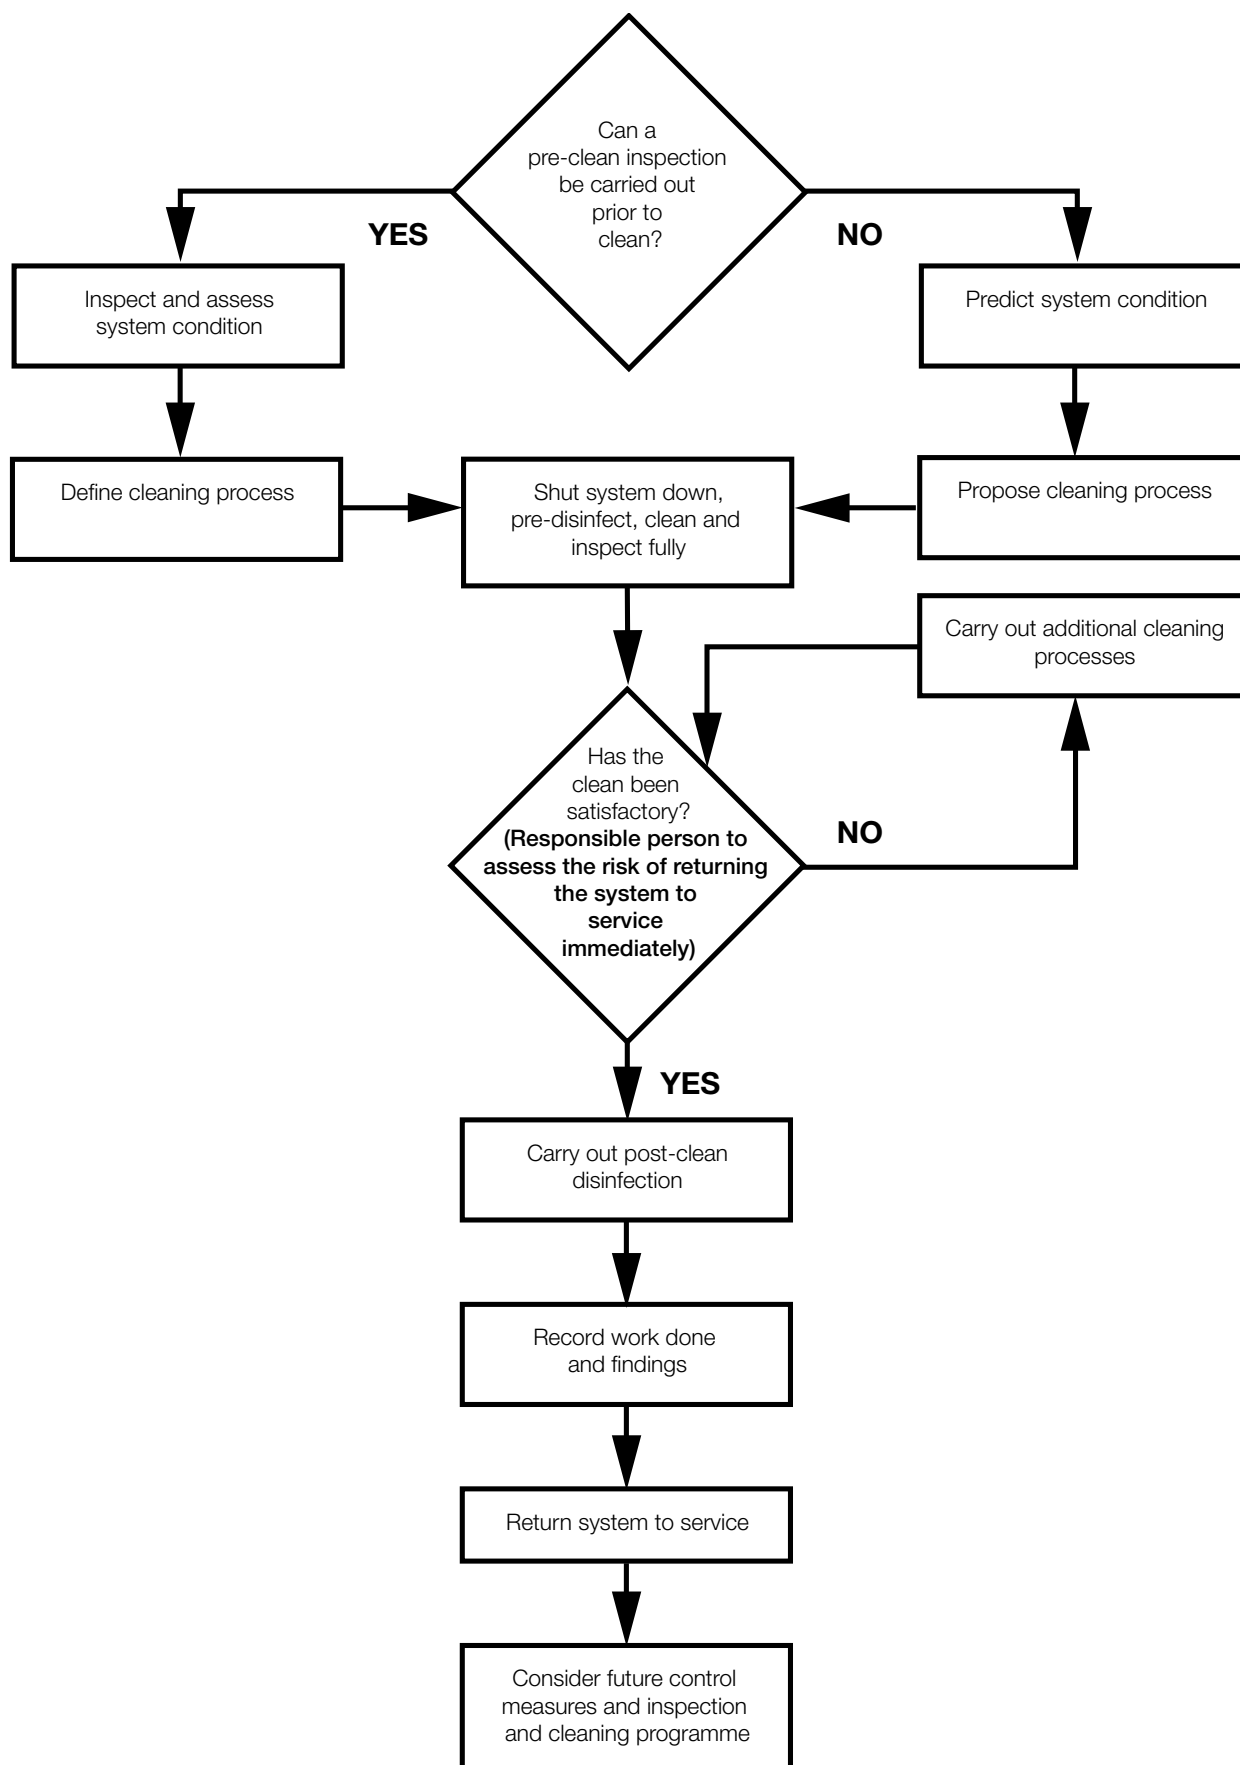 Can a
pre-clean inspection
be carried out
prior to
clean?
YES
NO
Inspect and assess
system condition
Predict system condition
Define cleaning process
Shut system down,
pre-disinfect, clean and
inspect fully
Propose cleaning process
Carry out additional cleaning
processes
Has the
clean been
satisfactory?
(Responsible person to
assess the risk of returning
the system to
service
immediately)
NO
YES
Carry out post-clean
disinfection
Record work done
and findings
Return system to service
Consider future control
measures and inspection
and cleaning programme